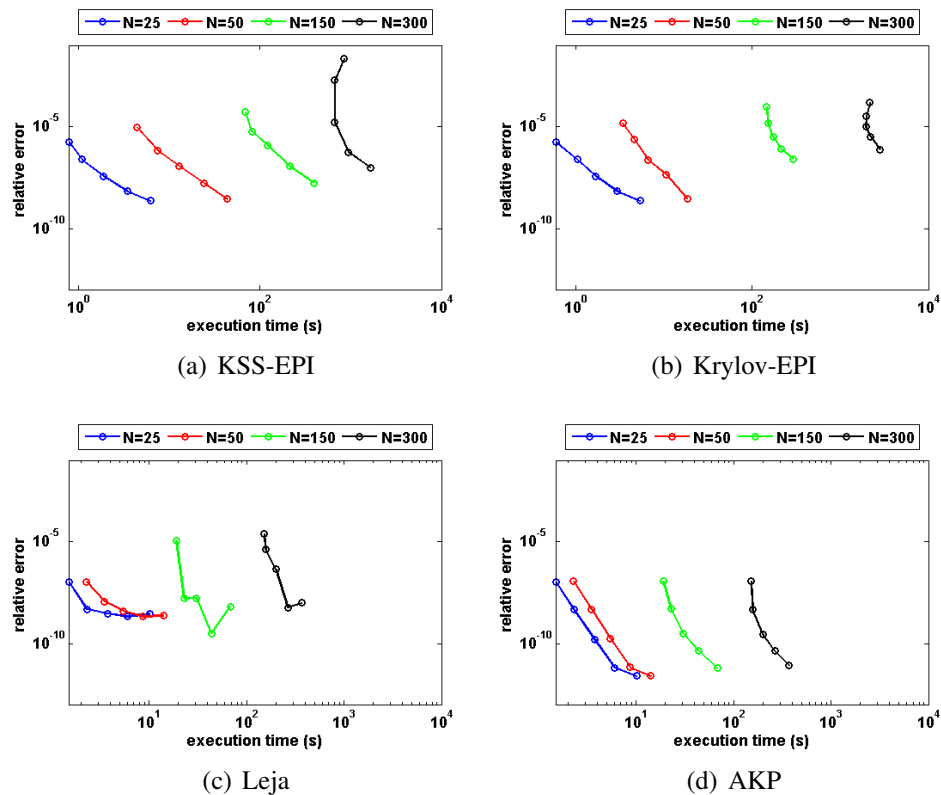 N=25 N=50 N=150 N=300
relative error
10^-5
10^-10
10^0 10^2 10^4
execution time (s)
(a) KSS-EPI
N=25 N=50 N=150 N=300
relative error
10^-5
10^-10
10^0 10^2 10^4
execution time (s)
(b) Krylov-EPI
N=25 N=50 N=150 N=300
relative error
10^-5
10^-10
10^1 10^2 10^3 10^4
execution time (s)
(c) Leja
N=25 N=50 N=150 N=300
relative error
10^-5
10^-10
10^1 10^2 10^3 10^4
execution time (s)
(d) AKP